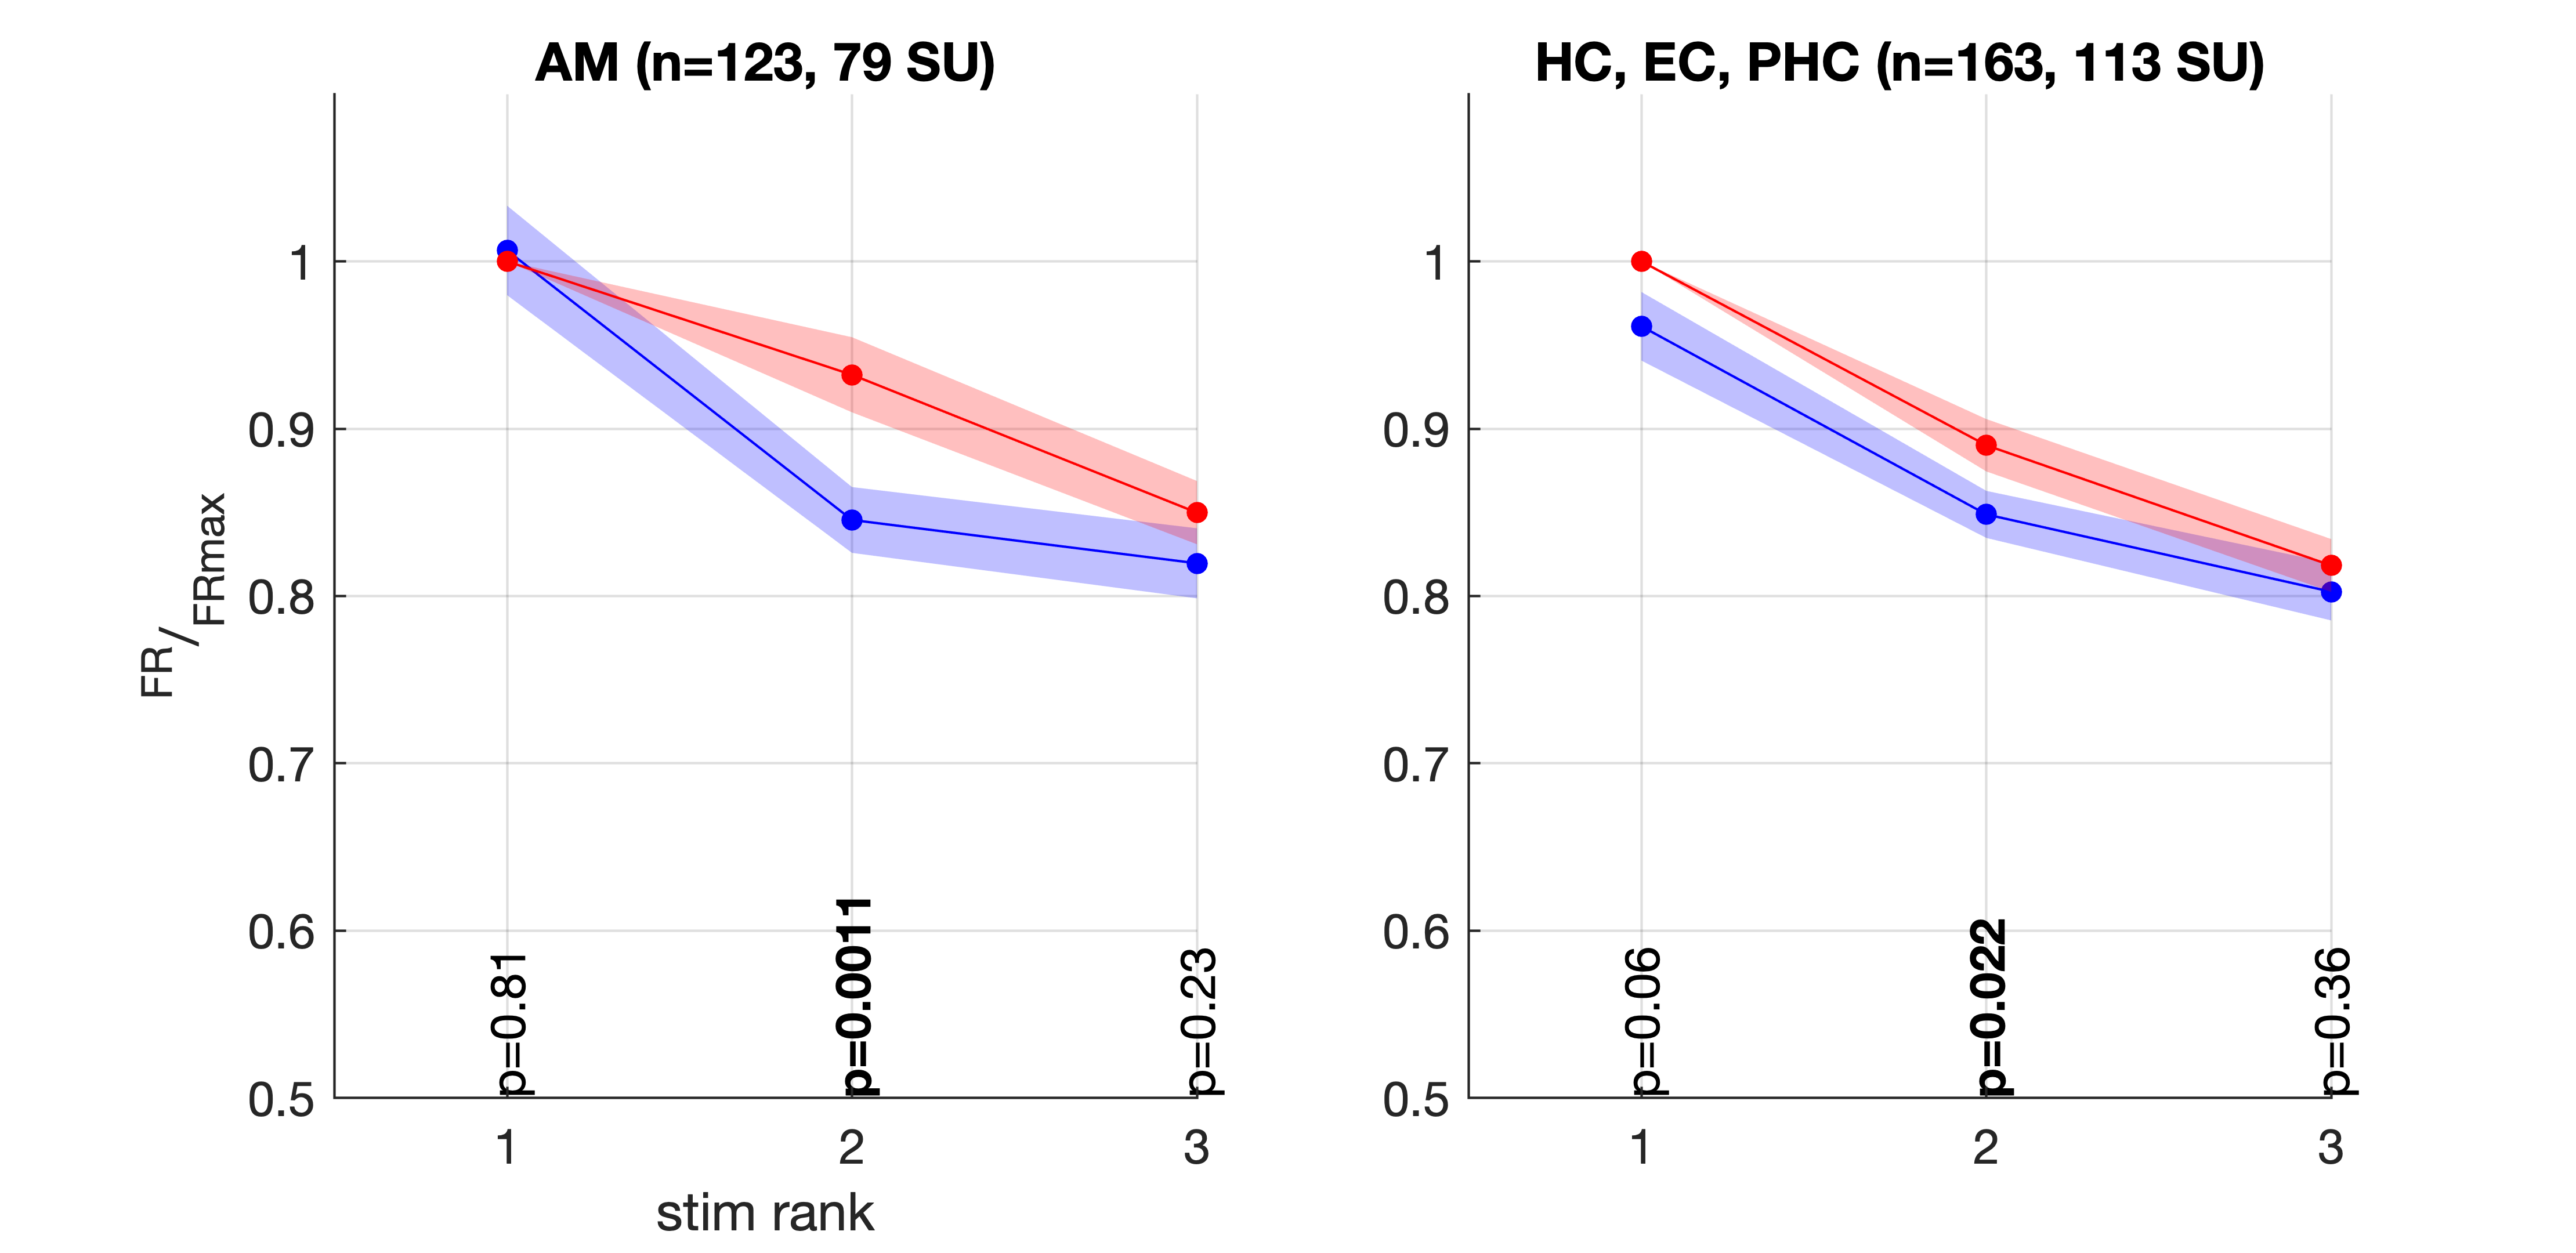 AM (n=123, 79 SU)
1
0.9
0.8
0.7
0.6
0.5
FR/FRmax
p=0.81
p=0.0011
p=0.23
1
2
3
stim rank
HC, EC, PHC (n=163, 113 SU)
1
0.9
0.8
0.7
0.6
0.5
p=0.06
p=0.022
p=0.36
1
2
3